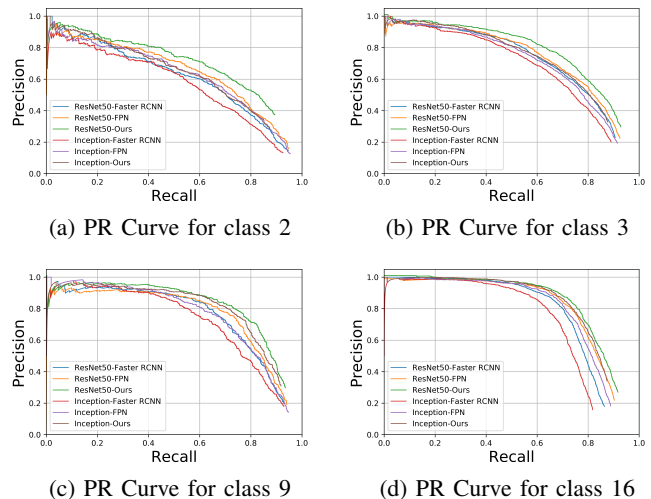 1.0
0.8
0.6
0.4
0.2
0.0
Precision
ResNet50-Faster RCNN
ResNet50-FPN
ResNet50-Ours
Inception-Faster RCNN
Inception-FPN
Inception-Ours
0.0 0.2 0.4 0.6 0.8 1.0
Recall
(a) PR Curve for class 2
1.0
0.8
0.6
0.4
0.2
0.0
Precision
ResNet50-Faster RCNN
ResNet50-FPN
ResNet50-Ours
Inception-Faster RCNN
Inception-FPN
Inception-Ours
0.0 0.2 0.4 0.6 0.8 1.0
Recall
(b) PR Curve for class 3
1.0
0.8
0.6
0.4
0.2
0.0
Precision
ResNet50-Faster RCNN
ResNet50-FPN
ResNet50-Ours
Inception-Faster RCNN
Inception-FPN
Inception-Ours
0.0 0.2 0.4 0.6 0.8 1.0
Recall
(c) PR Curve for class 9
1.0
0.8
0.6
0.4
0.2
0.0
Precision
ResNet50-Faster RCNN
ResNet50-FPN
ResNet50-Ours
Inception-Faster RCNN
Inception-FPN
Inception-Ours
0.0 0.2 0.4 0.6 0.8 1.0
Recall
(d) PR Curve for class 16